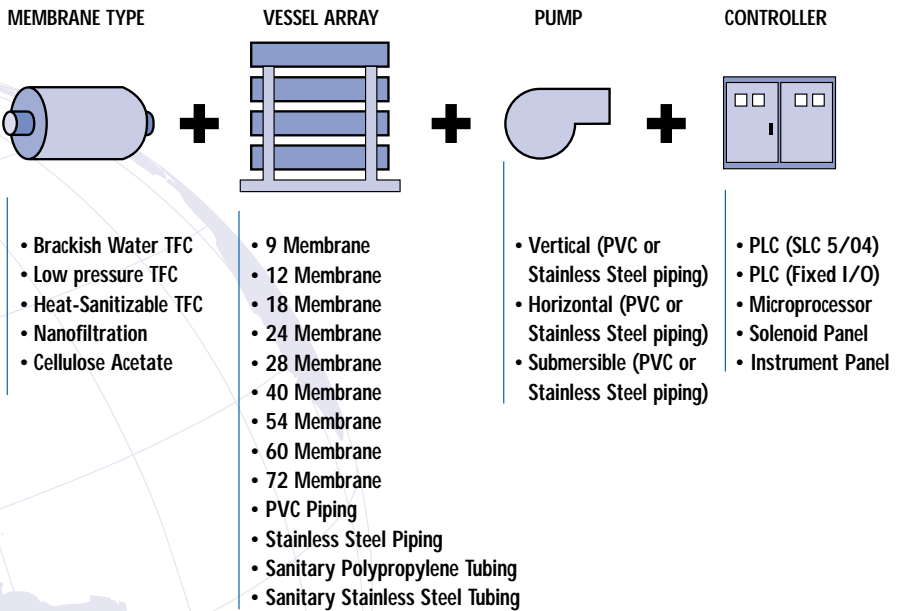 MEMBRANE TYPE
VESSEL ARRAY
PUMP
CONTROLLER
• Brackish Water TFC
• Low pressure TFC
• Heat-Sanitizable TFC
• Nanofiltration
• Cellulose Acetate
• 9 Membrane
• 12 Membrane
• 18 Membrane
• 24 Membrane
• 28 Membrane
• 40 Membrane
• 54 Membrane
• 60 Membrane
• 72 Membrane
• PVC Piping
• Stainless Steel Piping
• Sanitary Polypropylene Tubing
• Sanitary Stainless Steel Tubing
• Vertical (PVC or
Stainless Steel piping)
• Horizontal (PVC or
Stainless Steel piping)
• Submersible (PVC or
Stainless Steel piping)
• PLC (SLC 5/04)
• PLC (Fixed I/O)
• Microprocessor
• Solenoid Panel
• Instrument Panel